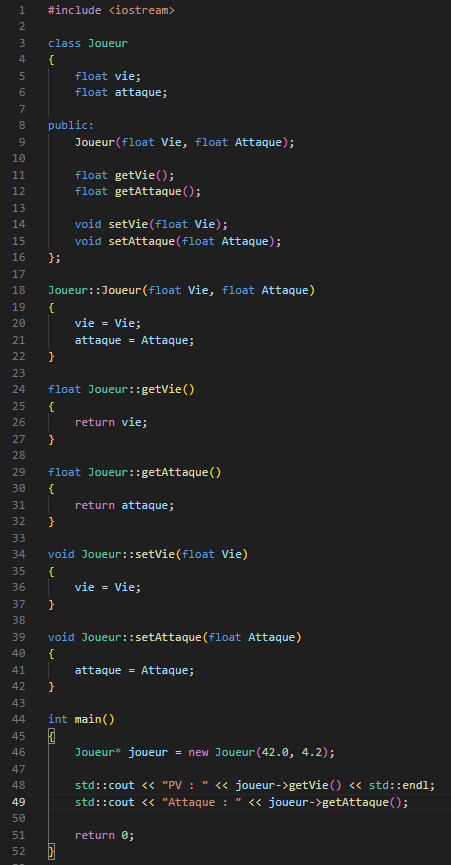 1 #include <iostream>
2
3 class Joueur
4 {
5     float vie;
6     float attaque;
7
8 public:
9     Joueur(float Vie, float Attaque);
10
11     float getVie();
12     float getAttaque();
13
14     void setVie(float Vie);
15     void setAttaque(float Attaque);
16 };
17
18 Joueur::Joueur(float Vie, float Attaque)
19 {
20     vie = Vie;
21     attaque = Attaque;
22 }
23
24 float Joueur::getVie()
25 {
26     return vie;
27 }
28
29 float Joueur::getAttaque()
30 {
31     return attaque;
32 }
33
34 void Joueur::setVie(float Vie)
35 {
36     vie = Vie;
37 }
38
39 void Joueur::setAttaque(float Attaque)
40 {
41     attaque = Attaque;
42 }
43
44 int main()
45 {
46     Joueur* joueur = new Joueur(42.0, 4.2);
47
48     std::cout << "PV : " << joueur->getVie() << std::endl;
49     std::cout << "Attaque : " << joueur->getAttaque();
50
51     return 0;
52 }